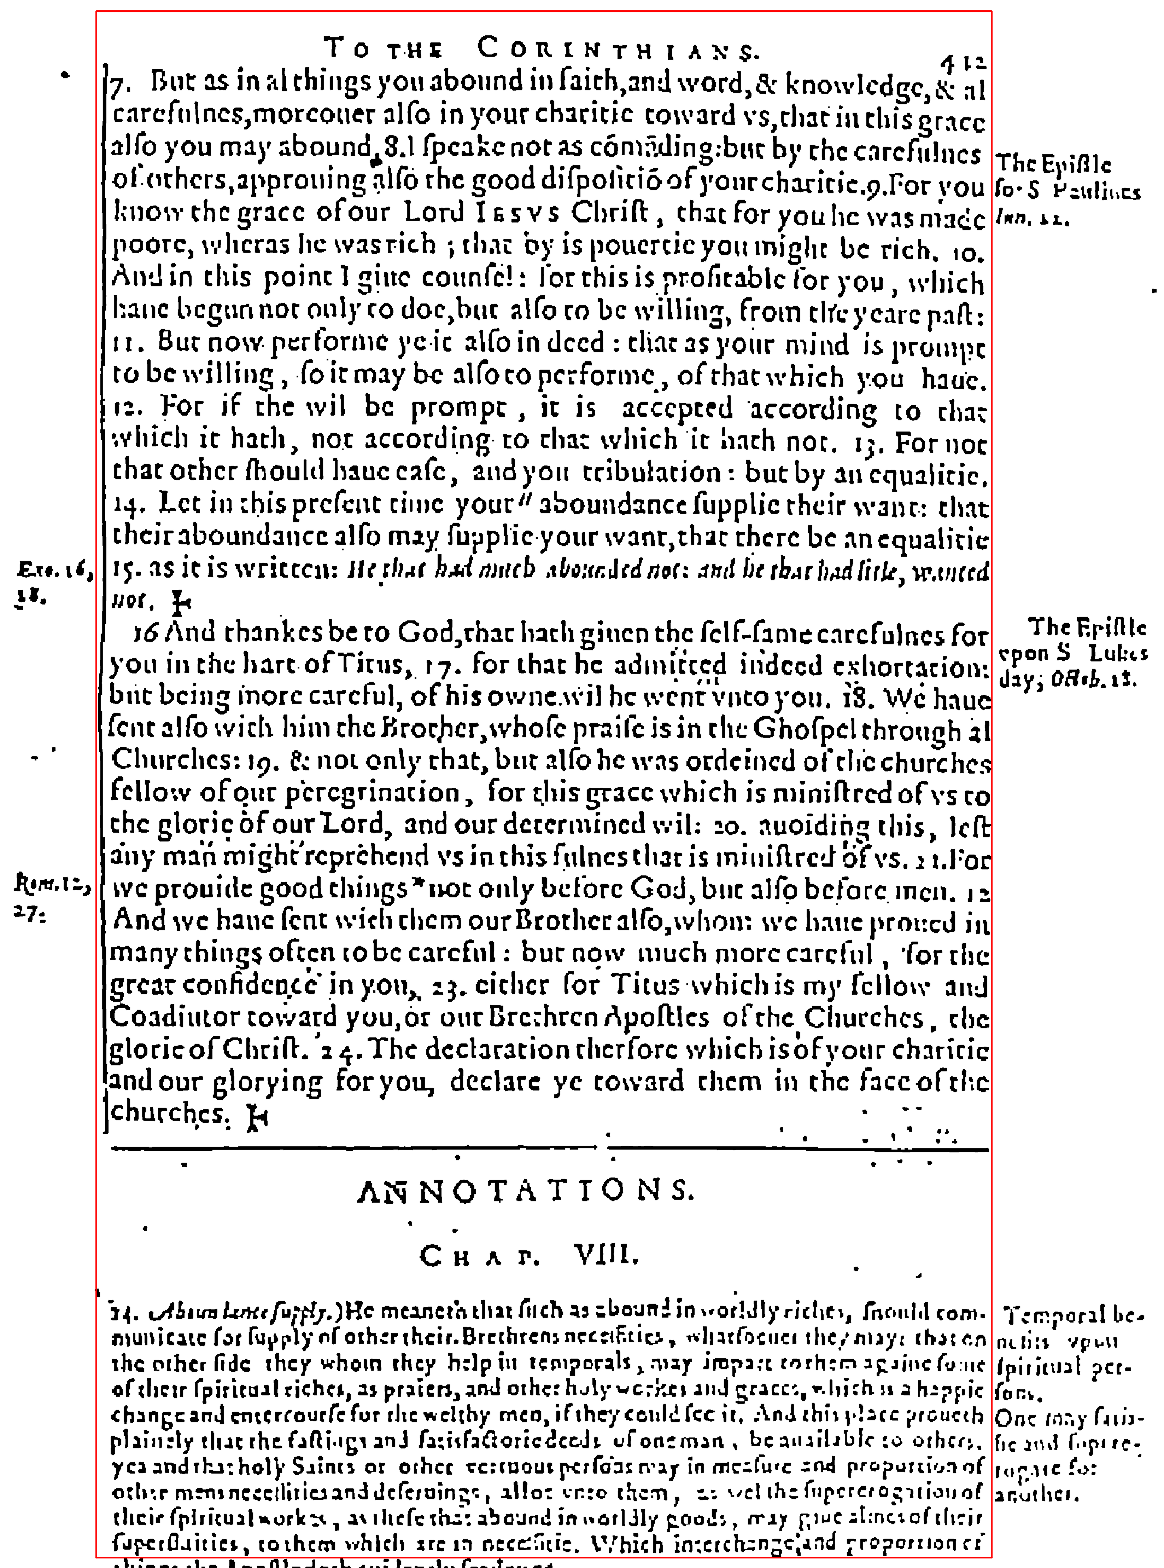 TO THE CORINTHIANS.
412
7. But as in al things you abound in faith, and word, & knowledge, & al
carefulnes, moreouer alſo in your charitie toward vs, that in this grace
alſo you may abound, 8. I ſpeake not as cōmāding: but by the carefulnes
of others, approuing alſo the good diſpoſitiō of your charitie. 9. For you
know the grace of our Lord IESVS Chriſt, that for you he was made
poore, wheras he was rich; that by is pouertie you might be rich. 10.
And in this point I giue counſel: for this is profitable for you, which
haue begun not only to doe, but alſo to be willing, from the yeare paſt:
11. But now performe ye it alſo in deed: that as your mind is prompt
to be willing, ſo it may be alſo to performe, of that which you haue.
12. For if the wil be prompt, it is accepted according to that
which it hath, not according to that which it hath not. 13. For not
that other ſhould haue eaſe, and you tribulation: but by an equalitie.
14. Let in this preſent time your" aboundance ſupplie their want: that
their aboundance alſo may ſupplie your want, that there be an equalitie
15. as it is written: He that had much abounded not: and he that had litle, wanted
not.
The Epiſtle
for S Paulines
Iun. 22.
Exo. 16,
18.
16 And thankes be to God, that hath giuen the ſelf-ſame carefulnes for
you in the hart of Titus, 17. for that he admitted indeed exhortation:
but being more careful, of his owne wil he went vnto you. 18. We haue
ſent alſo with him the Brother, whoſe praiſe is in the Ghoſpel through al
Churches: 19. & not only that, but alſo he was ordeined of the churches
fellow of our peregrination, for this grace which is miniſtred of vs to
the glorie of our Lord, and our determined wil: 20. auoiding this, leſt
any man might reprehend vs in this fulnes that is miniſtred of vs. 21. For
we prouide good things * not only before God, but alſo before men. 12
And we haue ſent with them our Brother alſo, whom we haue proued in
many things often to be careful: but now much more careful, for the
great confidence in you, 23. either for Titus which is my fellow and
Coadiutor toward you, or our Brethren Apoſtles of the Churches, the
glorie of Chriſt. 24. The declaration therfore which is of your charitie
and our glorying for you, declare ye toward them in the face of the
churches.
The Epiſtle
vpon S Lukes
day, Octob. 18.
Rom. 12,
27.
ANNOTATIONS.
CHAP. VIII.
14. Aboundance ſupply.) He meaneth that ſuch as abound in worldly riches, ſhould com-
municate for ſupply of other their Brethrens neceſſities, whatſoeuer they may: that on
the other ſide they whom they help in temporals, may impart to them againe ſome
of their ſpiritual riches, as praiers, and other holy workes and graces, which is a happie
change and entercourſe for the welthy men, if they could ſee it. And this place proueth
plainely that the faſtings and ſatisfactorie deeds of one man, be auailable to others,
yea and that holy Saints or other vertuous perſons may in meaſure and proportion of
other mens neceſſities and deſeruings, allot vnto them, as wel the ſupererogation of
their ſpiritual workes, as theſe that abound in worldly goods, may giue almes of their
ſuperfluities, to them which are in neceſſitie. Which interchange and proportion of
Temporal be-
nefits vpon
ſpiritual per-
ſons.
One may ſatis-
fie and ſupere-
rogate for
another.